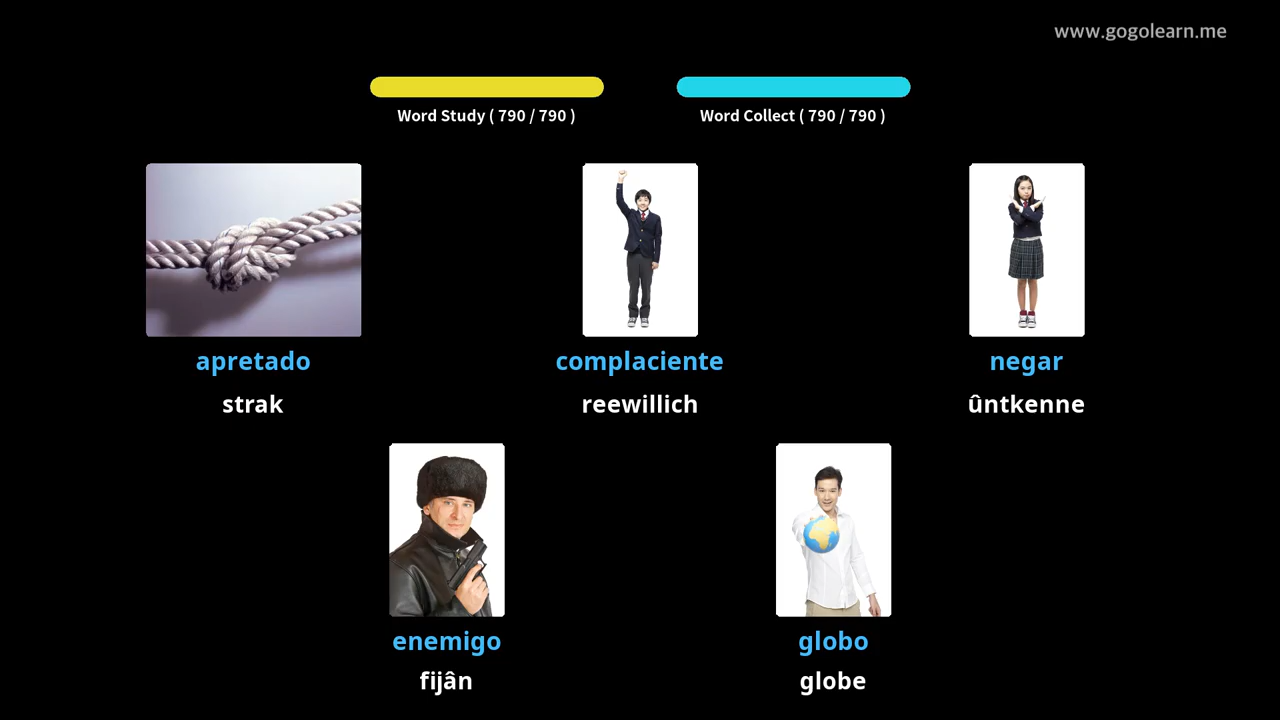 www.gogolearn.me
Word Study ( 790 / 790 )
Word Collect ( 790 / 790 )
apretado
strak
complaciente
reewillich
negar
ûntkenne
enemigo
fijân
globo
globe